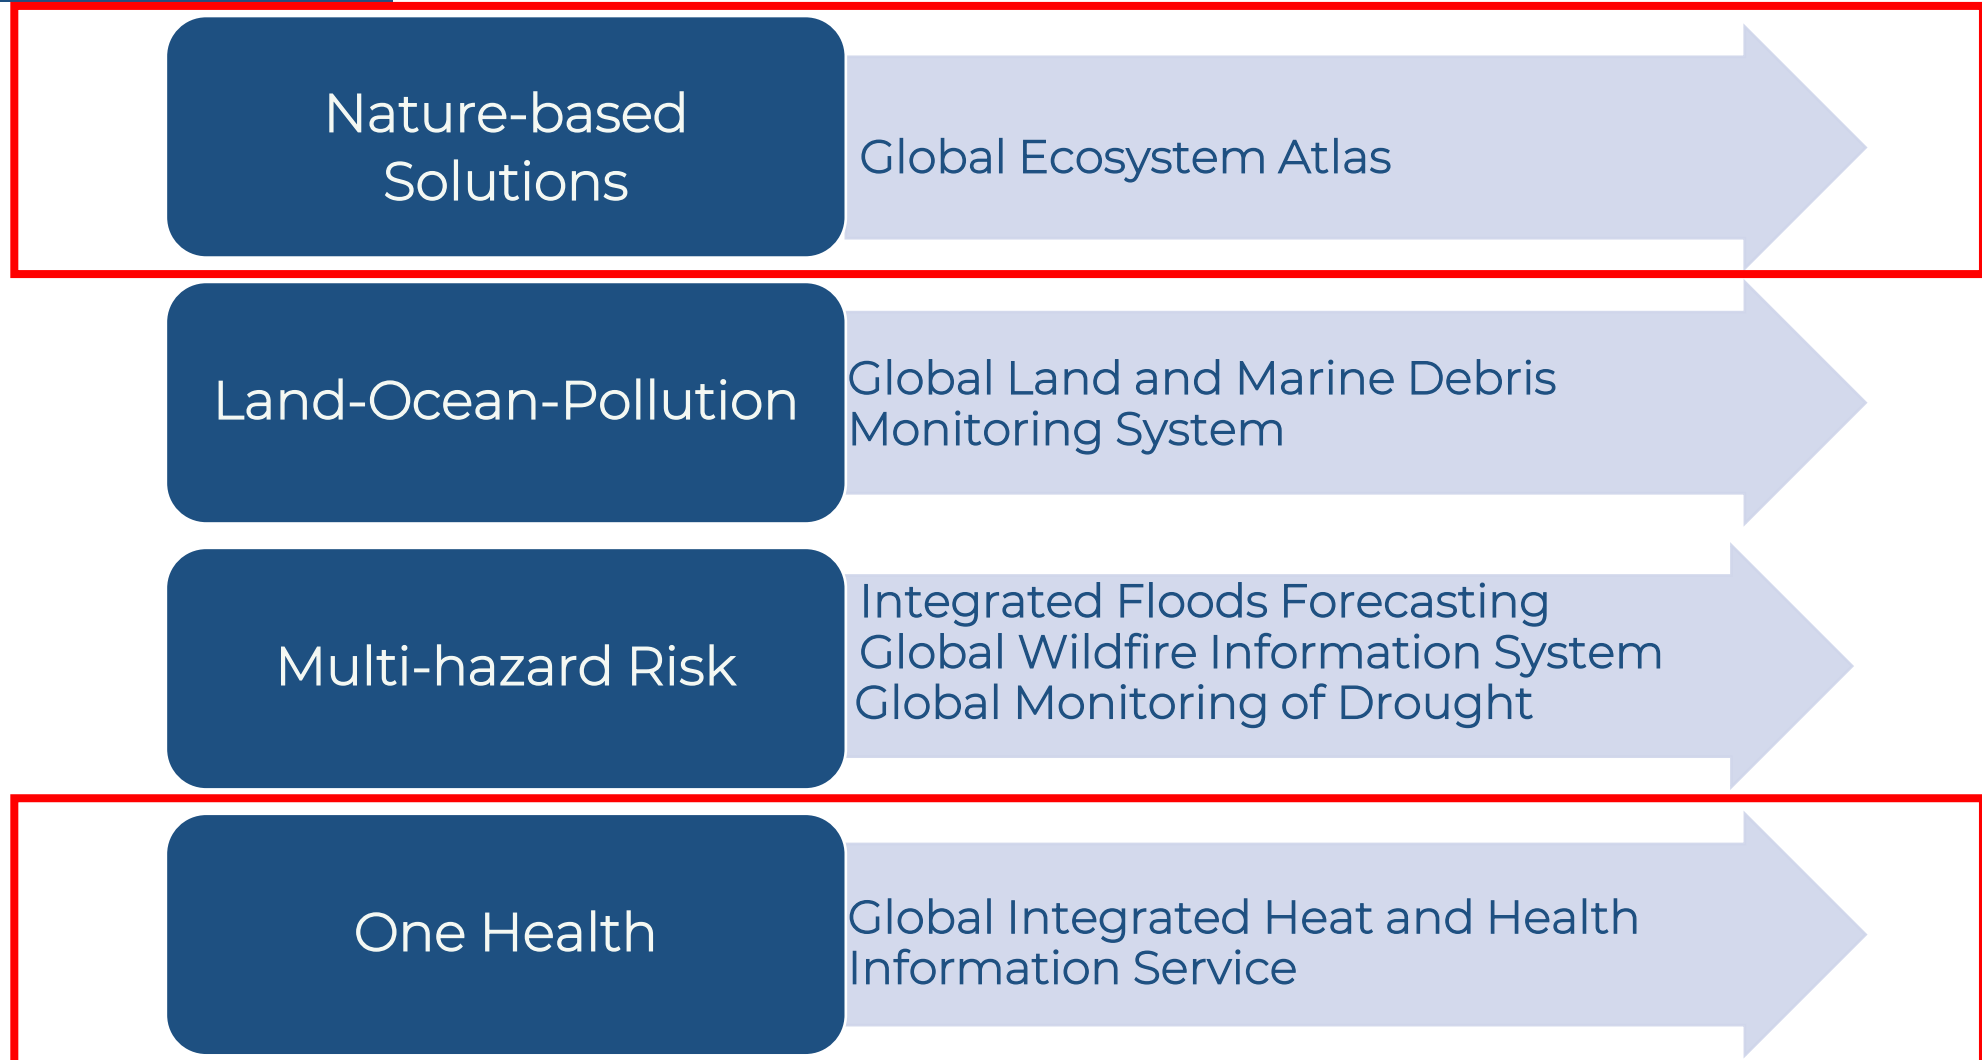 Nature-based
Solutions
Global Ecosystem Atlas
Land-Ocean-Pollution
Global Land and Marine Debris
Monitoring System
Multi-hazard Risk
Integrated Floods Forecasting
Global Wildfire Information System
Global Monitoring of Drought
One Health
Global Integrated Heat and Health
Information Service